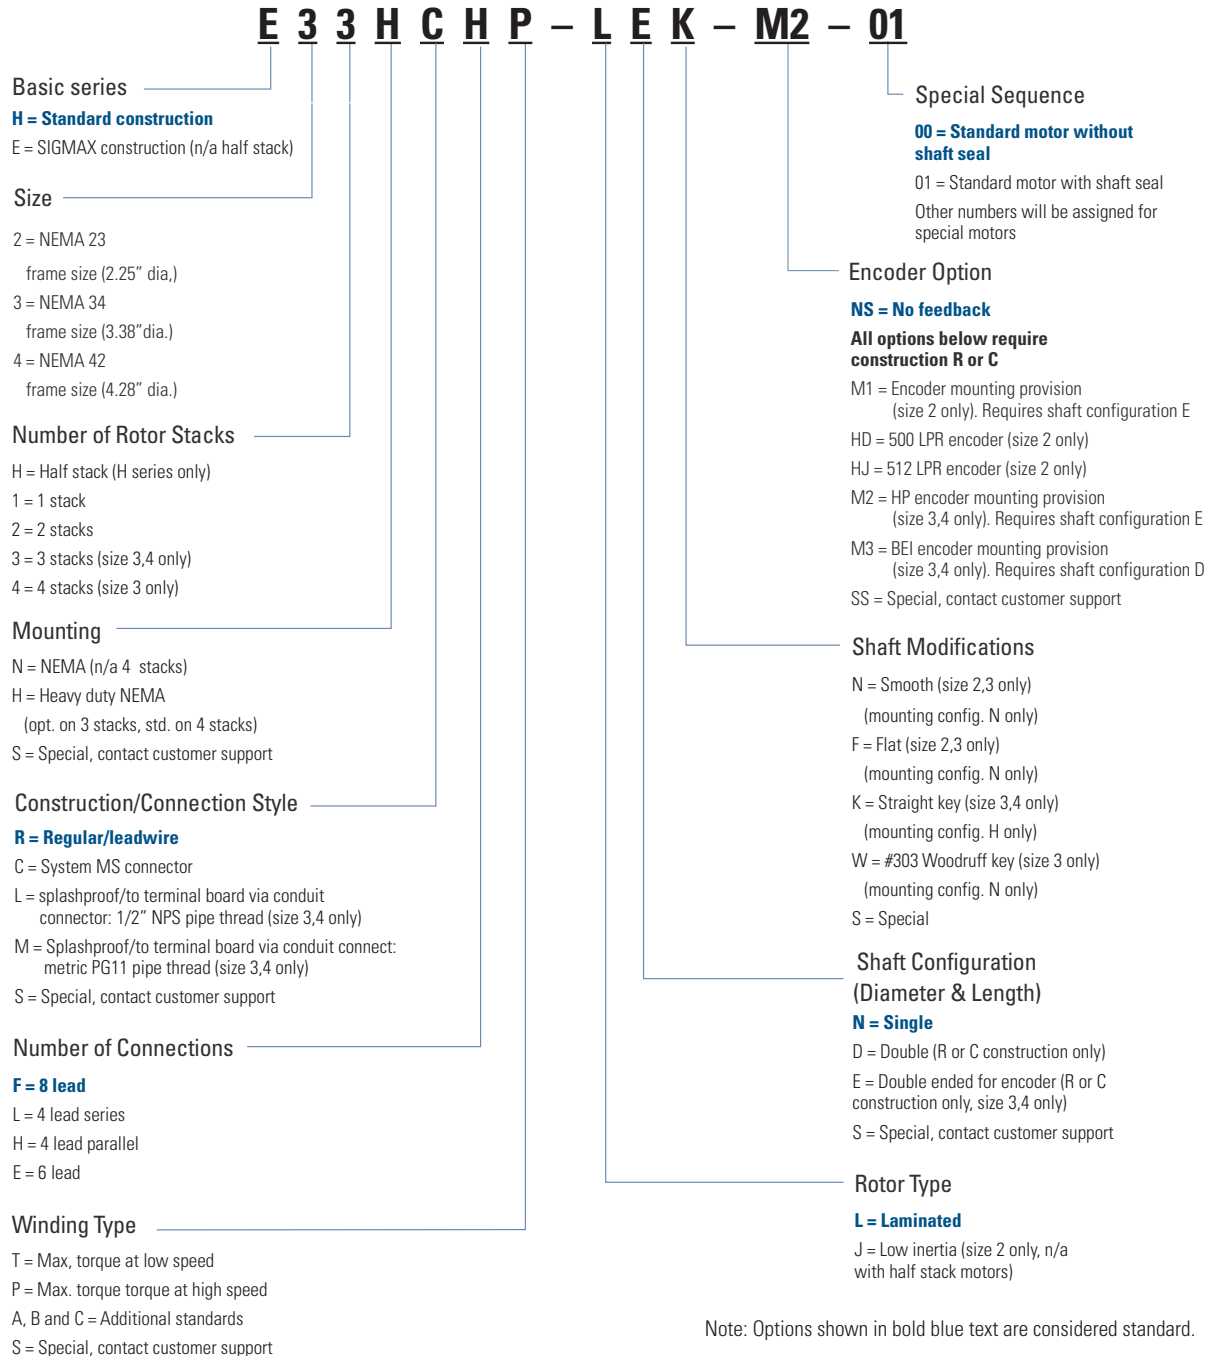 E 3 3 H C H P – L E K – M2 – 01
Basic series
H = Standard construction
E = SIGMAX construction (n/a half stack)
Size
2 = NEMA 23
frame size (2.25" dia,)
3 = NEMA 34
frame size (3.38"dia.)
4 = NEMA 42
frame size (4.28" dia.)
Number of Rotor Stacks
H = Half stack (H series only)
1 = 1 stack
2 = 2 stacks
3 = 3 stacks (size 3,4 only)
4 = 4 stacks (size 3 only)
Mounting
N = NEMA (n/a 4 stacks)
H = Heavy duty NEMA
(opt. on 3 stacks, std. on 4 stacks)
S = Special, contact customer support
Construction/Connection Style
R = Regular/leadwire
C = System MS connector
L = splashproof/to terminal board via conduit
connector: 1/2" NPS pipe thread (size 3,4 only)
M = Splashproof/to terminal board via conduit connect:
metric PG11 pipe thread (size 3,4 only)
S = Special, contact customer support
Number of Connections
F = 8 lead
L = 4 lead series
H = 4 lead parallel
E = 6 lead
Winding Type
T = Max, torque at low speed
P = Max. torque torque at high speed
A, B and C = Additional standards
S = Special, contact customer support
Special Sequence
00 = Standard motor without
shaft seal
01 = Standard motor with shaft seal
Other numbers will be assigned for
special motors
Encoder Option
NS = No feedback
All options below require
construction R or C
M1 = Encoder mounting provision
(size 2 only). Requires shaft configuration E
HD = 500 LPR encoder (size 2 only)
HJ = 512 LPR encoder (size 2 only)
M2 = HP encoder mounting provision
(size 3,4 only). Requires shaft configuration E
M3 = BEI encoder mounting provision
(size 3,4 only). Requires shaft configuration D
SS = Special, contact customer support
Shaft Modifications
N = Smooth (size 2,3 only)
(mounting config. N only)
F = Flat (size 2,3 only)
(mounting config. N only)
K = Straight key (size 3,4 only)
(mounting config. H only)
W = #303 Woodruff key (size 3 only)
(mounting config. N only)
S = Special
Shaft Configuration
(Diameter & Length)
N = Single
D = Double (R or C construction only)
E = Double ended for encoder (R or C
construction only, size 3,4 only)
S = Special, contact customer support
Rotor Type
L = Laminated
J = Low inertia (size 2 only, n/a
with half stack motors)
Note: Options shown in bold blue text are considered standard.